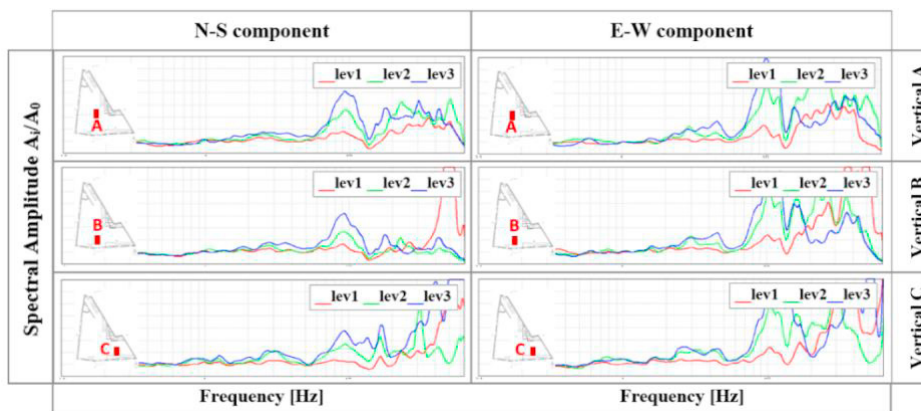 N-S component E-W component
Spectral Amplitude Ai/A0
lev1 lev2 lev3
A
lev1 lev2 lev3
A
Vertical A
lev1 lev2 lev3
B
lev1 lev2 lev3
B
Vertical B
lev1 lev2 lev3
C
lev1 lev2 lev3
C
Vertical C
Frequency [Hz] Frequency [Hz]